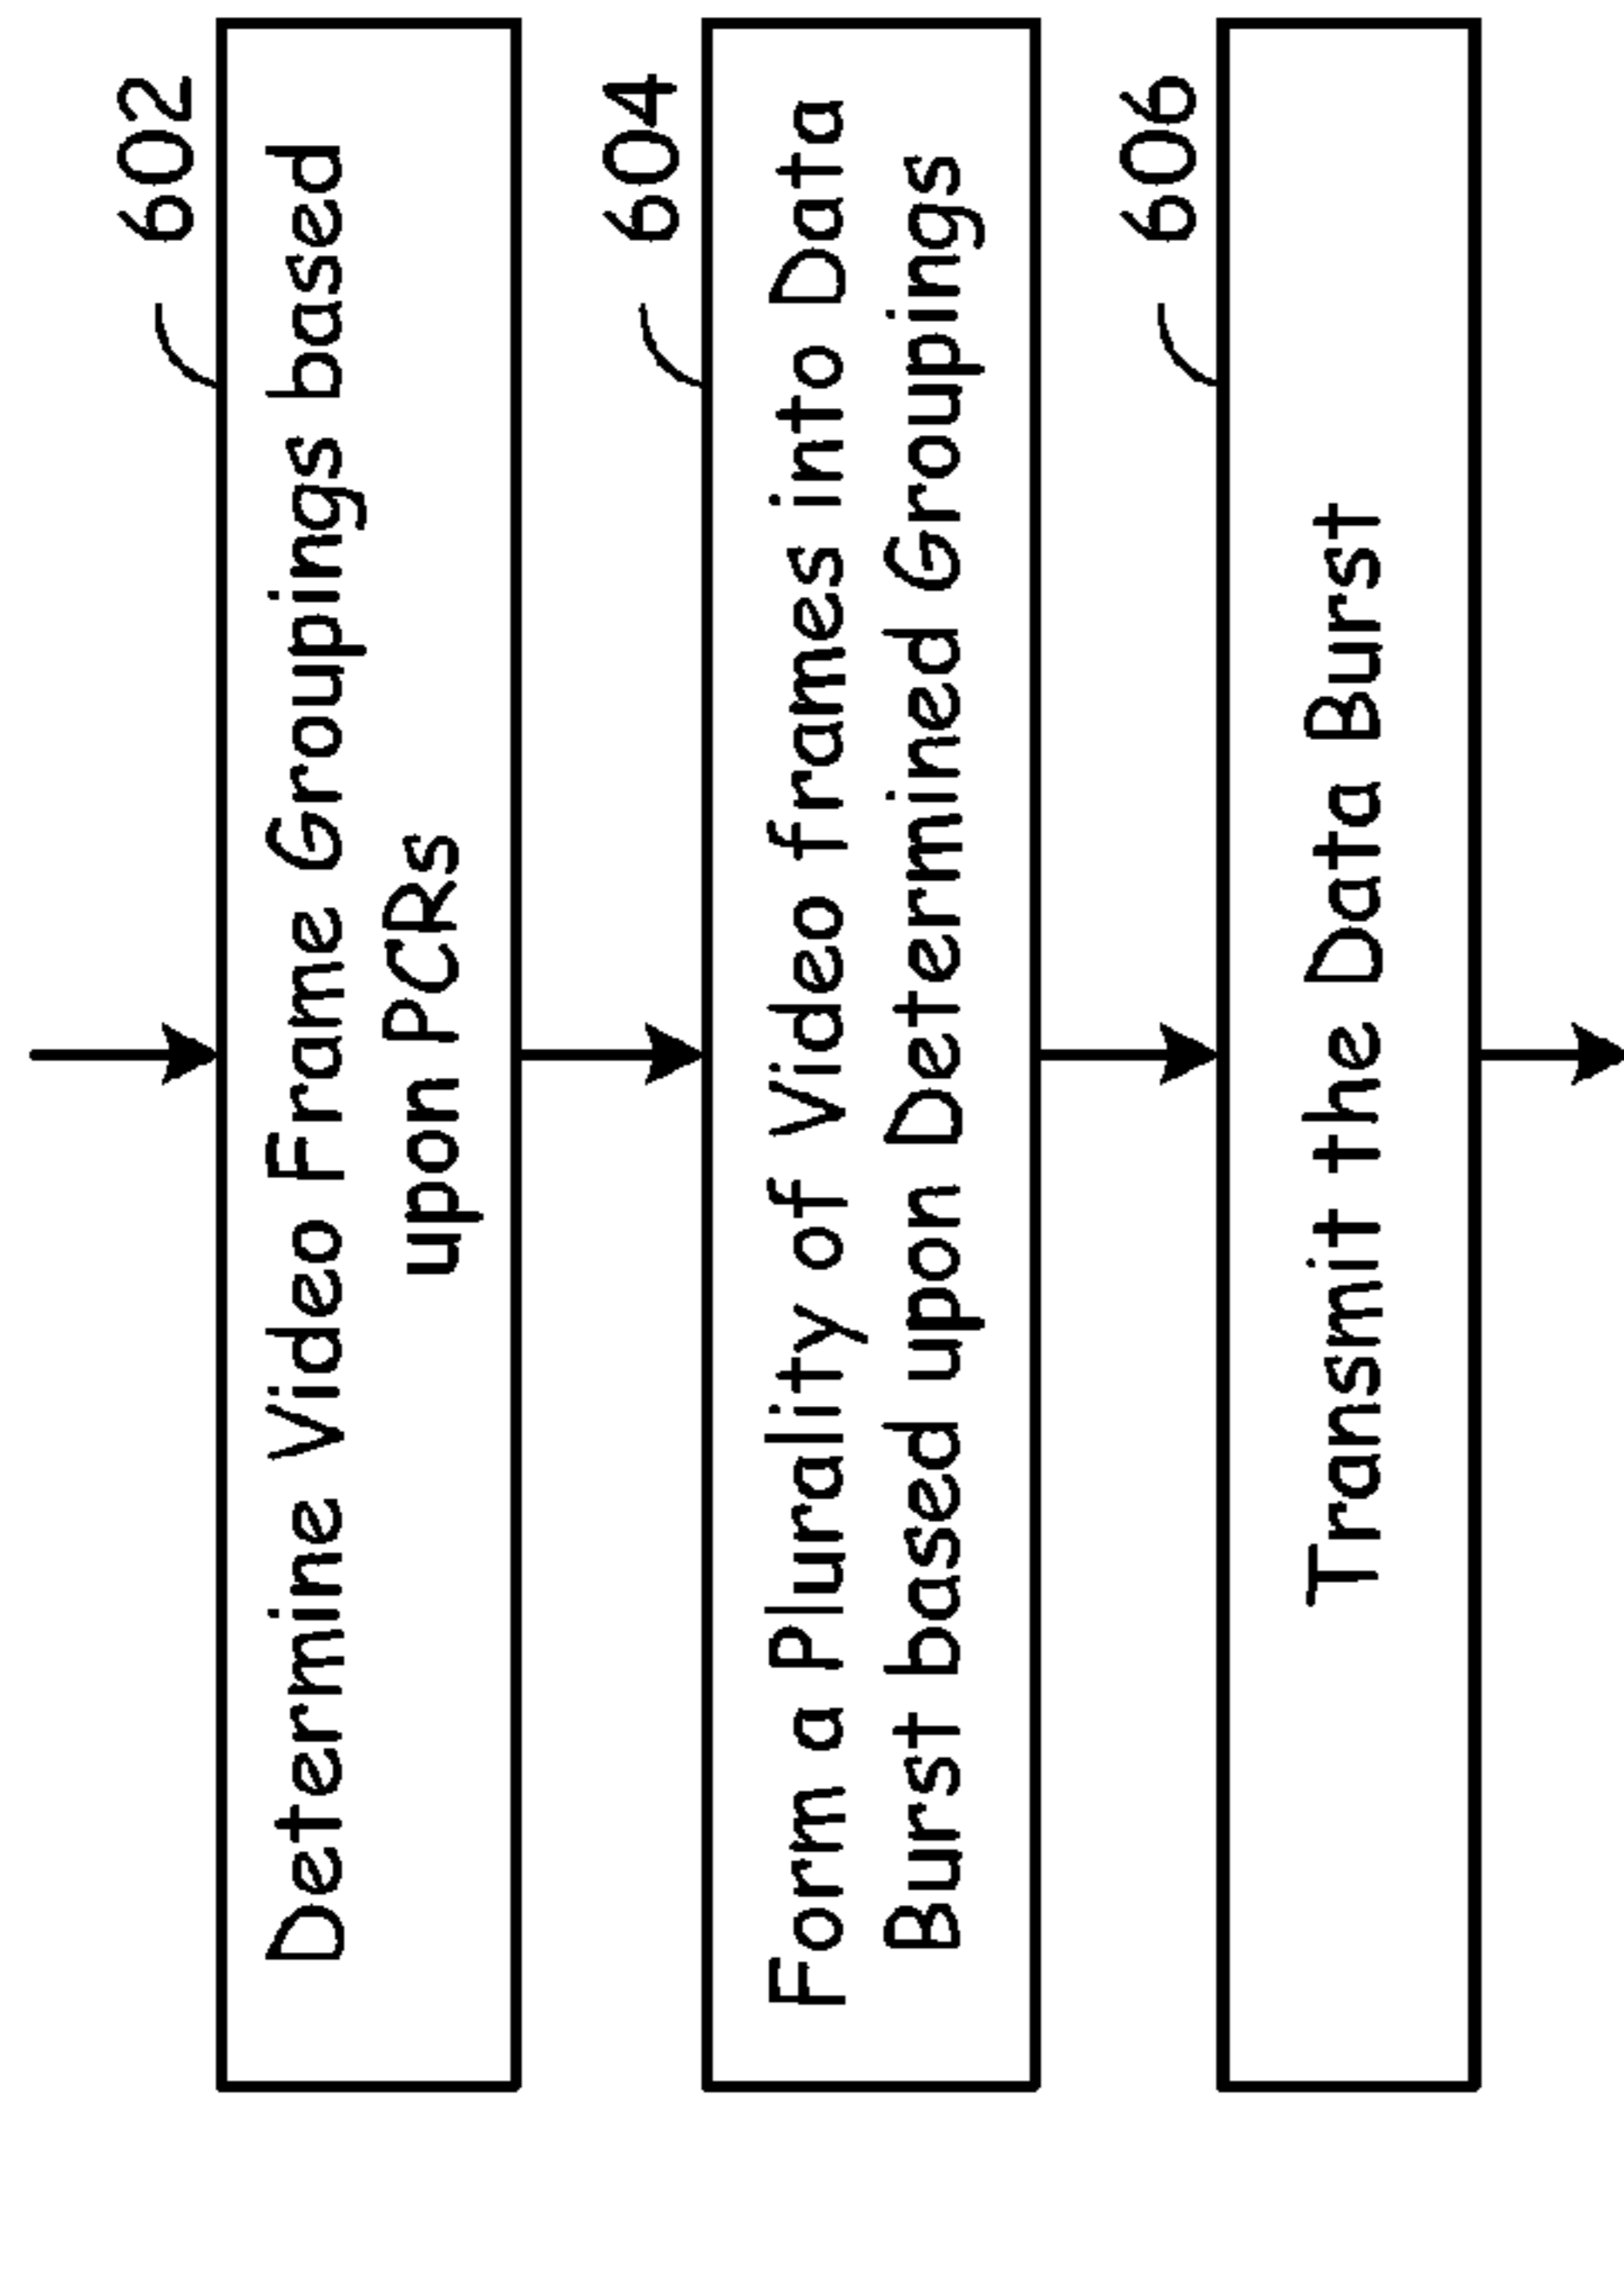 602
Determine Video Frame Groupings based
upon PCRs
604
Form a Plurality of Video frames into Data
Burst based upon Determined Groupings
606
Transmit the Data Burst